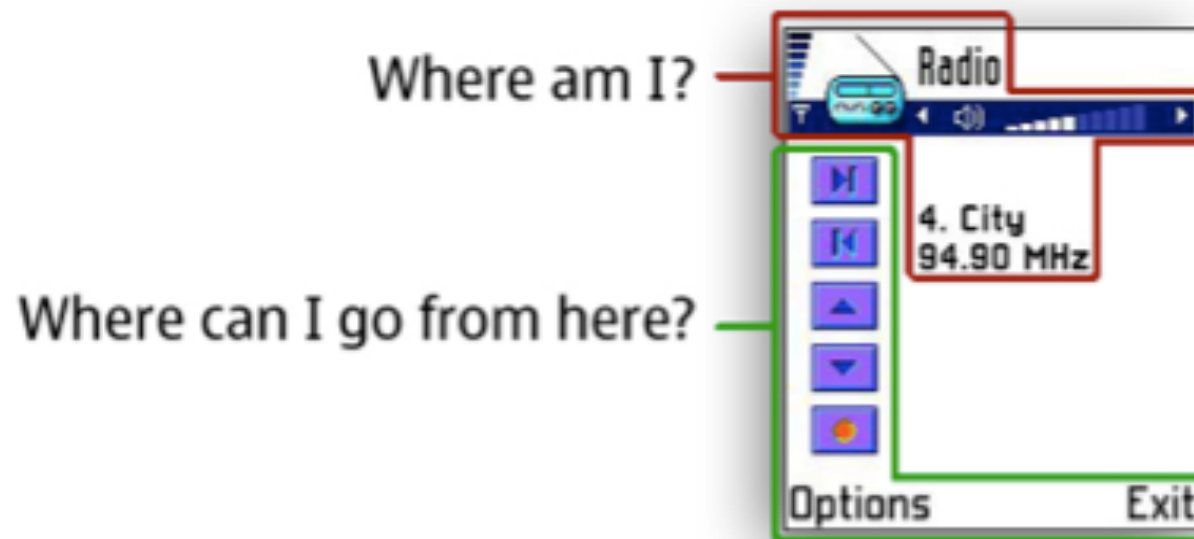 Where am I?
Radio
4. City
94.90 MHz
Where can I go from here?
Options Exit